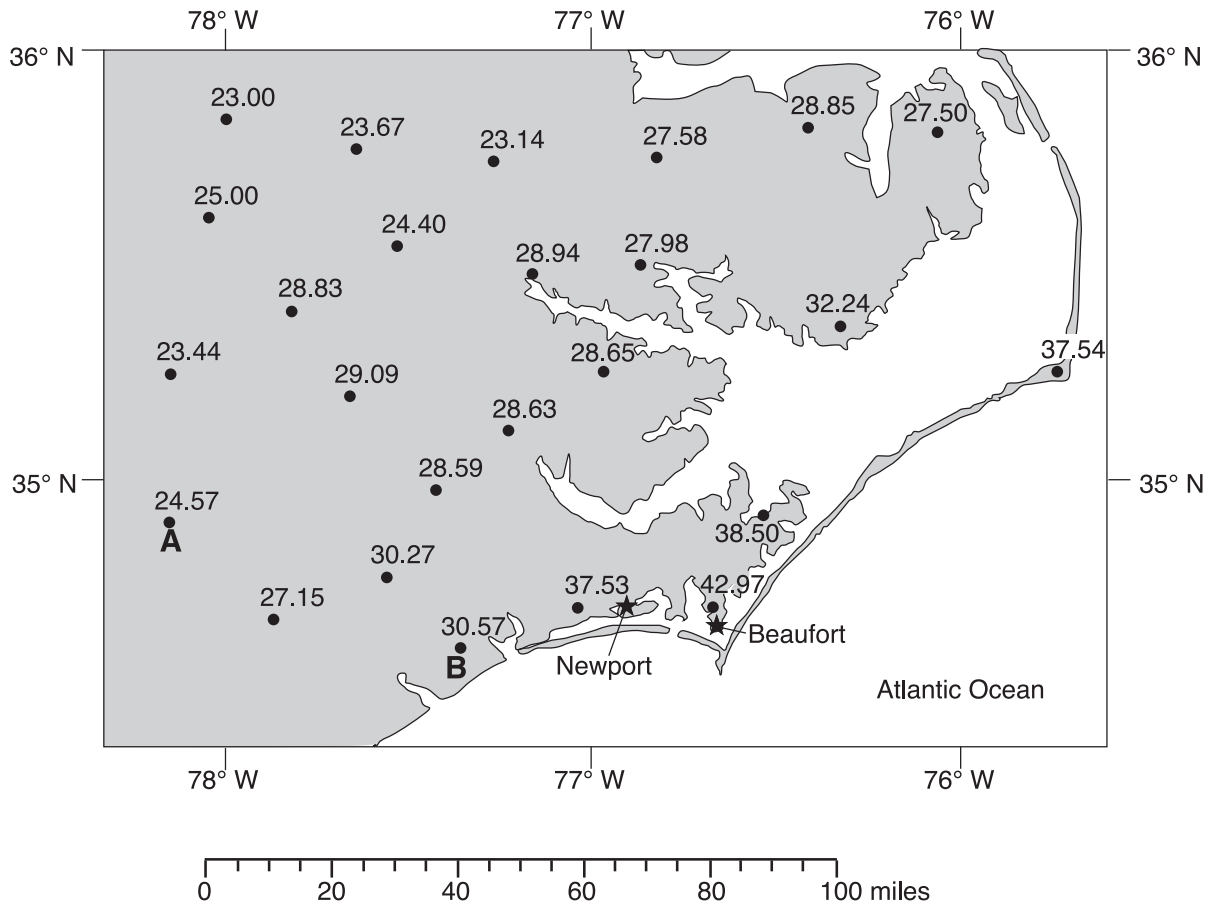 78° W 77° W 76° W
36° N 36° N
23.00
28.85
27.50
23.67
23.14
27.58
25.00
24.40
28.94
27.98
28.83
32.24
23.44
28.65
37.54
29.09
28.63
28.59
35° N 35° N
24.57
A
38.50
30.27
37.53
42.97
27.15
30.57
B
Beaufort
Newport
Atlantic Ocean
78° W 77° W 76° W
0 20 40 60 80 100 miles